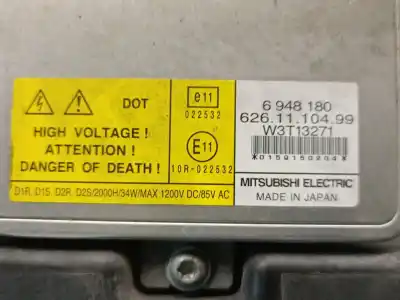 DOT
HIGH VOLTAGE !
ATTENTION !
DANGER OF DEATH !
e11
022532
E11
10R-022532
D1R, D1S, D2R, D2S/2000H/34W/MAX 1200V DC/85V AC
6 948 180
626.11.104.99
W3T13271
MITSUBISHI ELECTRIC
MADE IN JAPAN